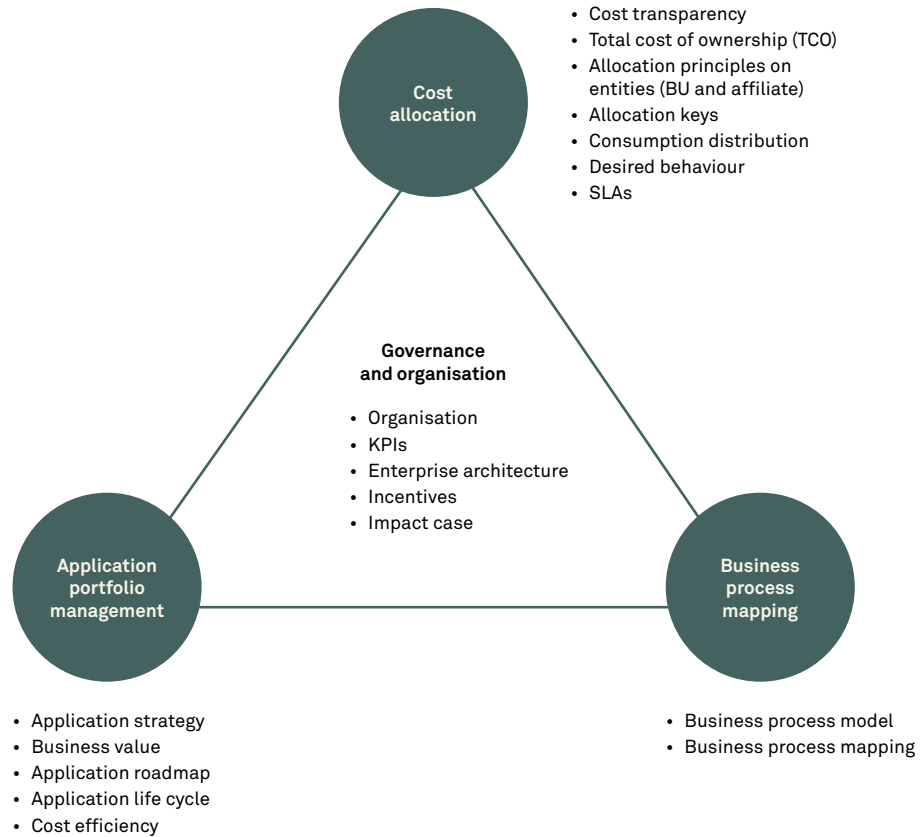 Cost
allocation
• Cost transparency
• Total cost of ownership (TCO)
• Allocation principles on
entities (BU and affiliate)
• Allocation keys
• Consumption distribution
• Desired behaviour
• SLAs
Governance
and organisation
• Organisation
• KPIs
• Enterprise architecture
• Incentives
• Impact case
Application
portfolio
management
Business
process
mapping
• Application strategy
• Business value
• Application roadmap
• Application life cycle
• Cost efficiency
• Business process model
• Business process mapping